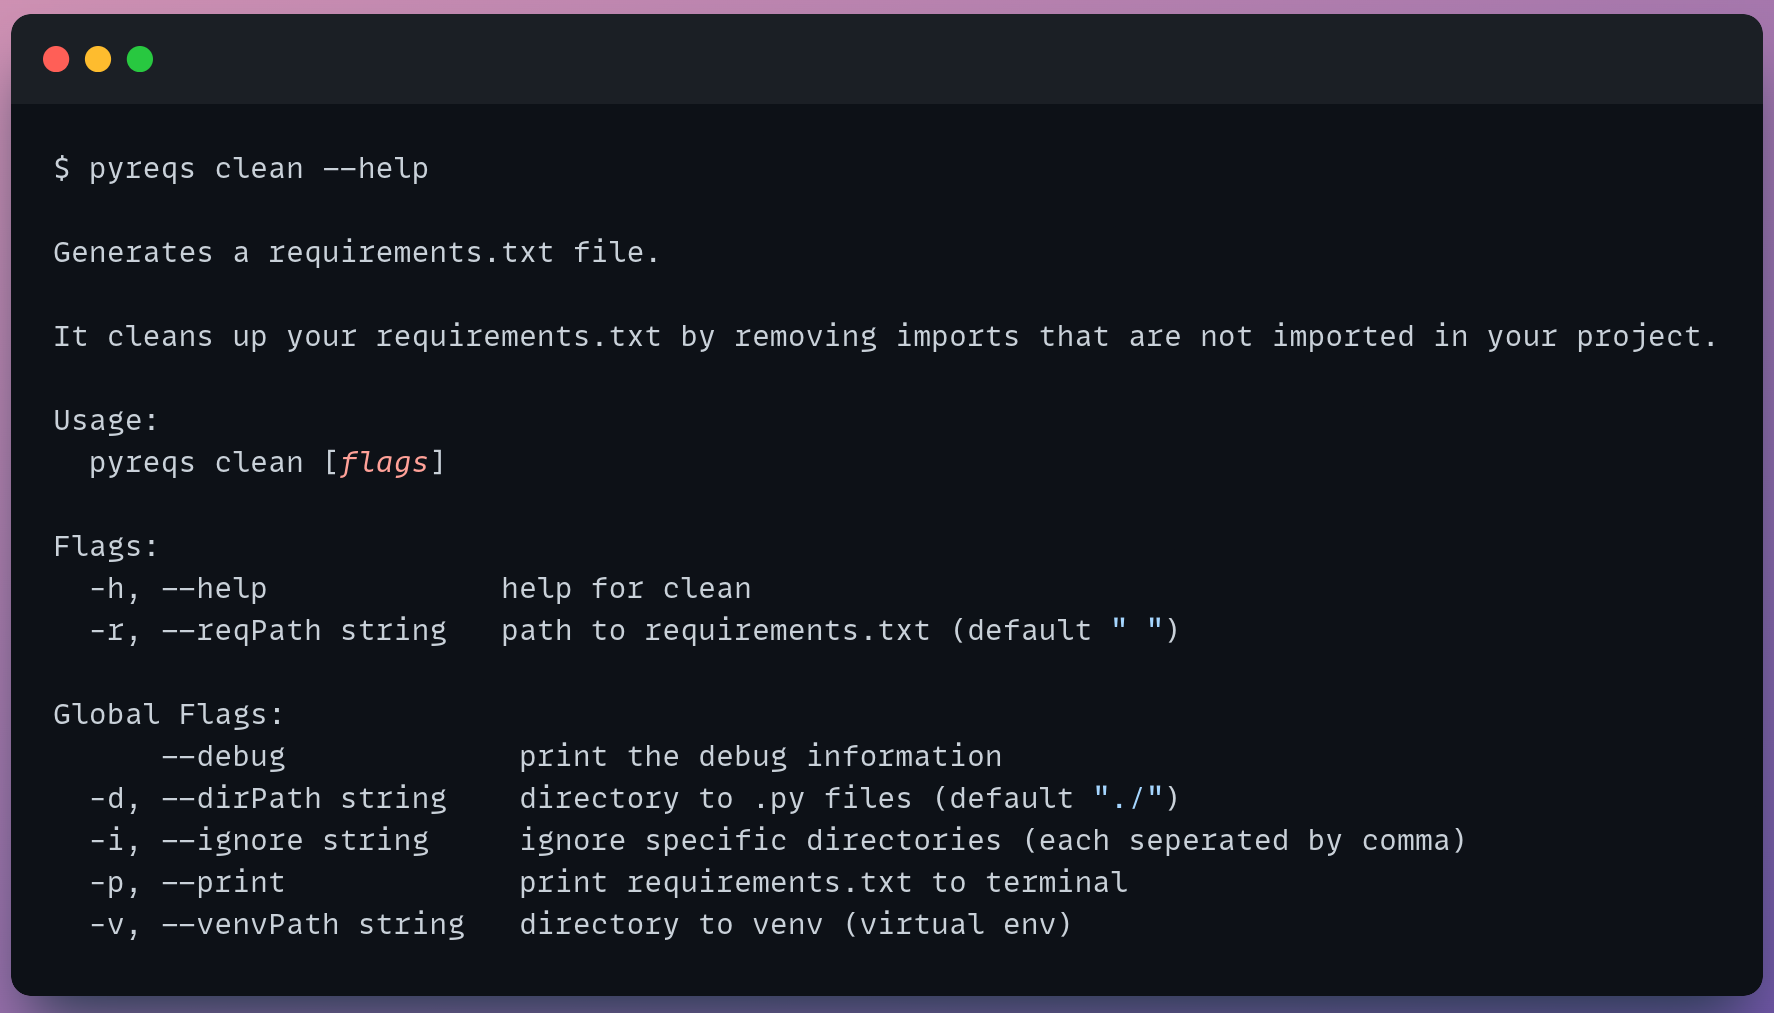 $ pyreqs clean --help
Generates a requirements.txt file.
It cleans up your requirements.txt by removing imports that are not imported in your project.
Usage:
  pyreqs clean [flags]
Flags:
  -h, --help             help for clean
  -r, --reqPath string   path to requirements.txt (default " ")
Global Flags:
      --debug             print the debug information
  -d, --dirPath string    directory to .py files (default "./")
  -i, --ignore string     ignore specific directories (each seperated by comma)
  -p, --print             print requirements.txt to terminal
  -v, --venvPath string   directory to venv (virtual env)